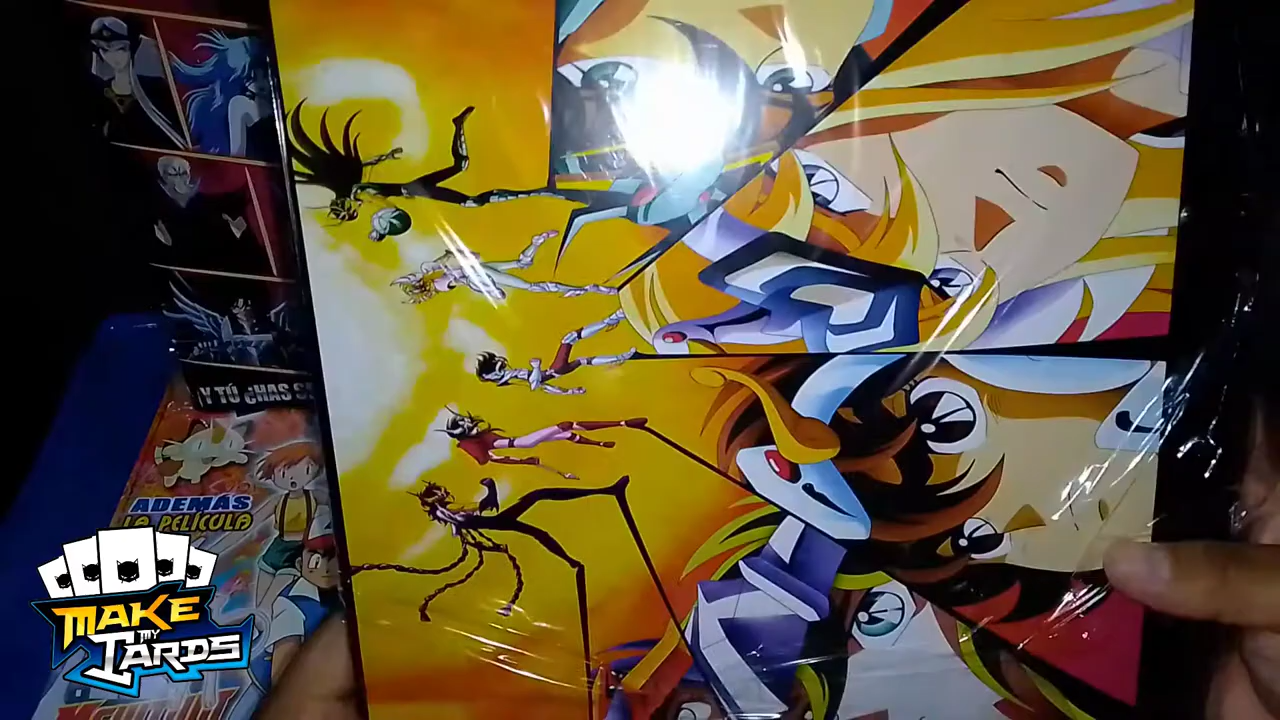 Y TÚ ¿HAS S
ADEMÁS
LA PELÍCULA
MAKE
MY
CARDS